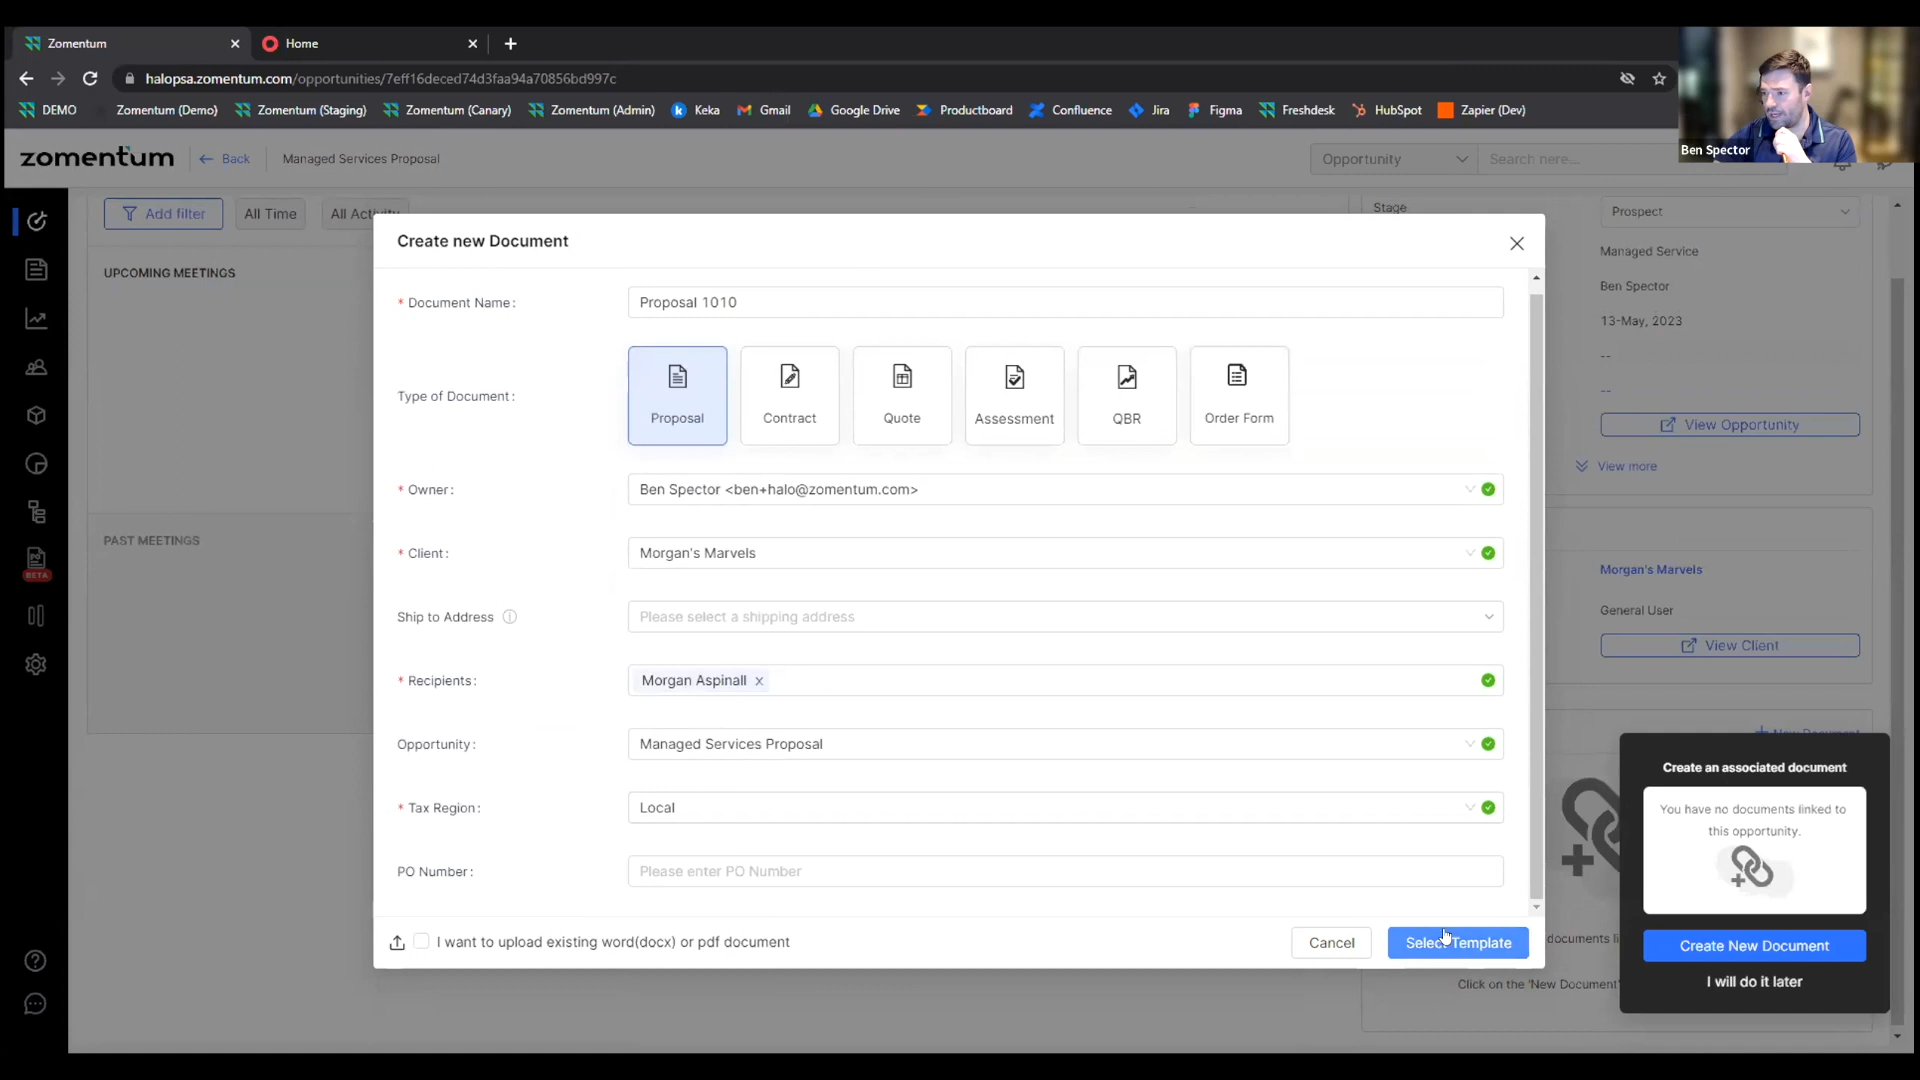 Zomentum
Home
halopsa.zomentum.com/opportunities/7eff16deced74d3faa94a70856bd997c
DEMO
Zomentum (Demo)
Zomentum (Staging)
Zomentum (Canary)
Zomentum (Admin)
Keka
Gmail
Google Drive
Productboard
Confluence
Jira
Figma
Freshdesk
HubSpot
Zapier (Dev)
Ben Spector
zomentum
Back
Managed Services Proposal
Opportunity
Search here...
Add filter
All Time
All Activity
UPCOMING MEETINGS
PAST MEETINGS
BETA
Create new Document
* Document Name:
Proposal 1010
Type of Document:
Proposal
Contract
Quote
Assessment
QBR
Order Form
* Owner:
Ben Spector <ben+halo@zomentum.com>
* Client:
Morgan's Marvels
Ship to Address
Please select a shipping address
* Recipients:
Morgan Aspinall
Opportunity:
Managed Services Proposal
* Tax Region:
Local
PO Number:
Please enter PO Number
I want to upload existing word(docx) or pdf document
Cancel
Select Template
Stage
Prospect
Managed Service
Ben Spector
13-May, 2023
--
--
View Opportunity
View more
Morgan's Marvels
General User
View Client
+ New Document
Create an associated document
You have no documents linked to
this opportunity.
Create New Document
I will do it later
documents li
Click on the 'New Document'